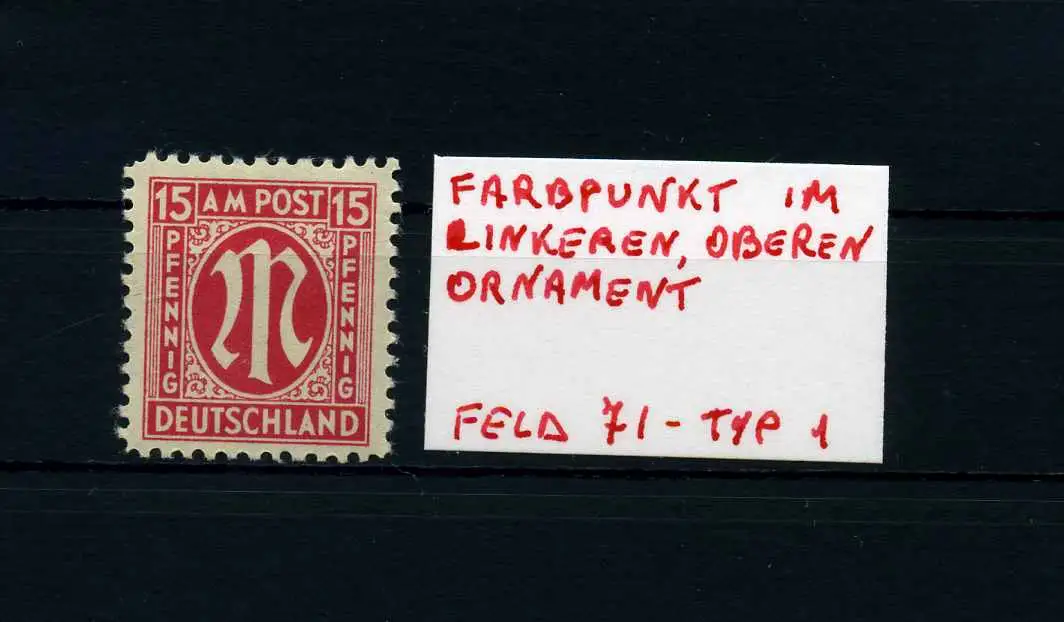 15 AM POST 15
PFENNIG
M
PFENNIG
DEUTSCHLAND
FARBPUNKT IM
LINKEREN, OBEREN
ORNAMENT
FELD 71 - TYP 1